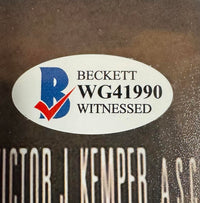 BECKETT
B WG41990
WITNESSED
VICTOR J. KEMPER A.S.C.